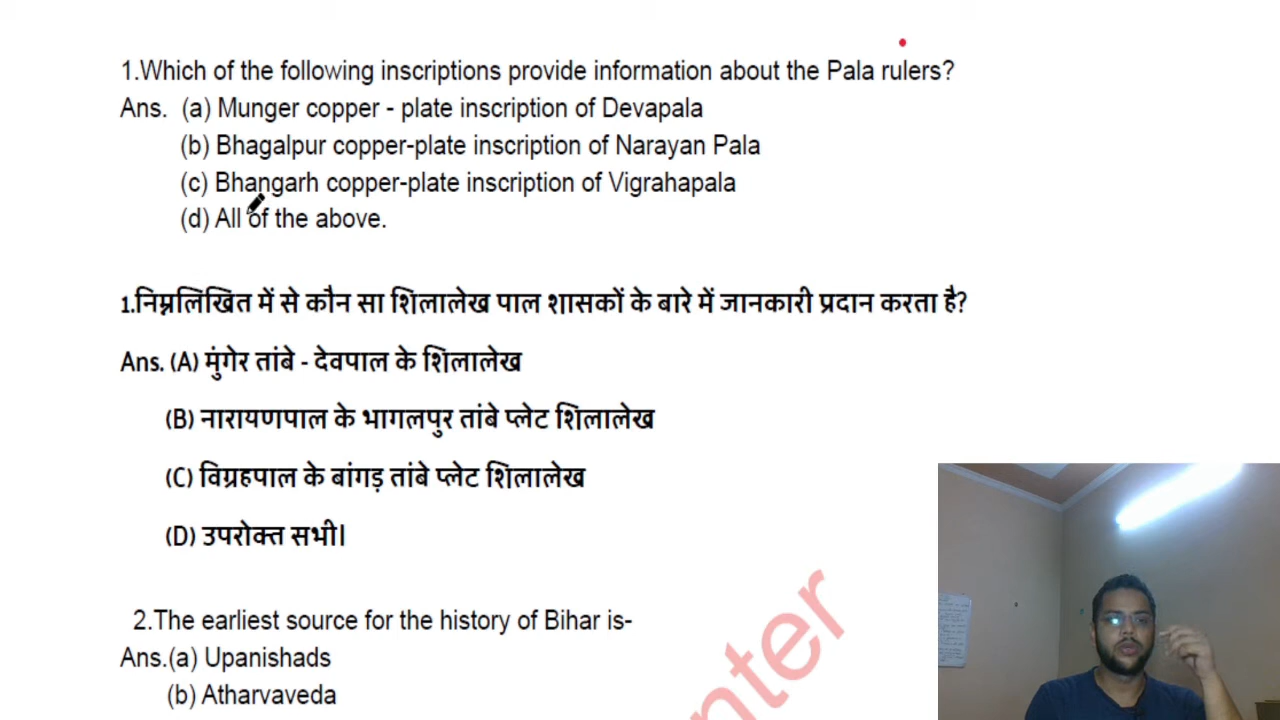 1.Which of the following inscriptions provide information about the Pala rulers?
Ans. (a) Munger copper - plate inscription of Devapala
(b) Bhagalpur copper-plate inscription of Narayan Pala
(c) Bhangarh copper-plate inscription of Vigrahapala
(d) All of the above.
1.निम्नलिखित में से कौन सा शिलालेख पाल शासकों के बारे में जानकारी प्रदान करता है?
Ans. (A) मुंगेर तांबे - देवपाल के शिलालेख
(B) नारायणपाल के भागलपुर तांबे प्लेट शिलालेख
(C) विग्रहपाल के बांगड़ तांबे प्लेट शिलालेख
(D) उपरोक्त सभी।
2.The earliest source for the history of Bihar is-
Ans.(a) Upanishads
(b) Atharvaveda
nter